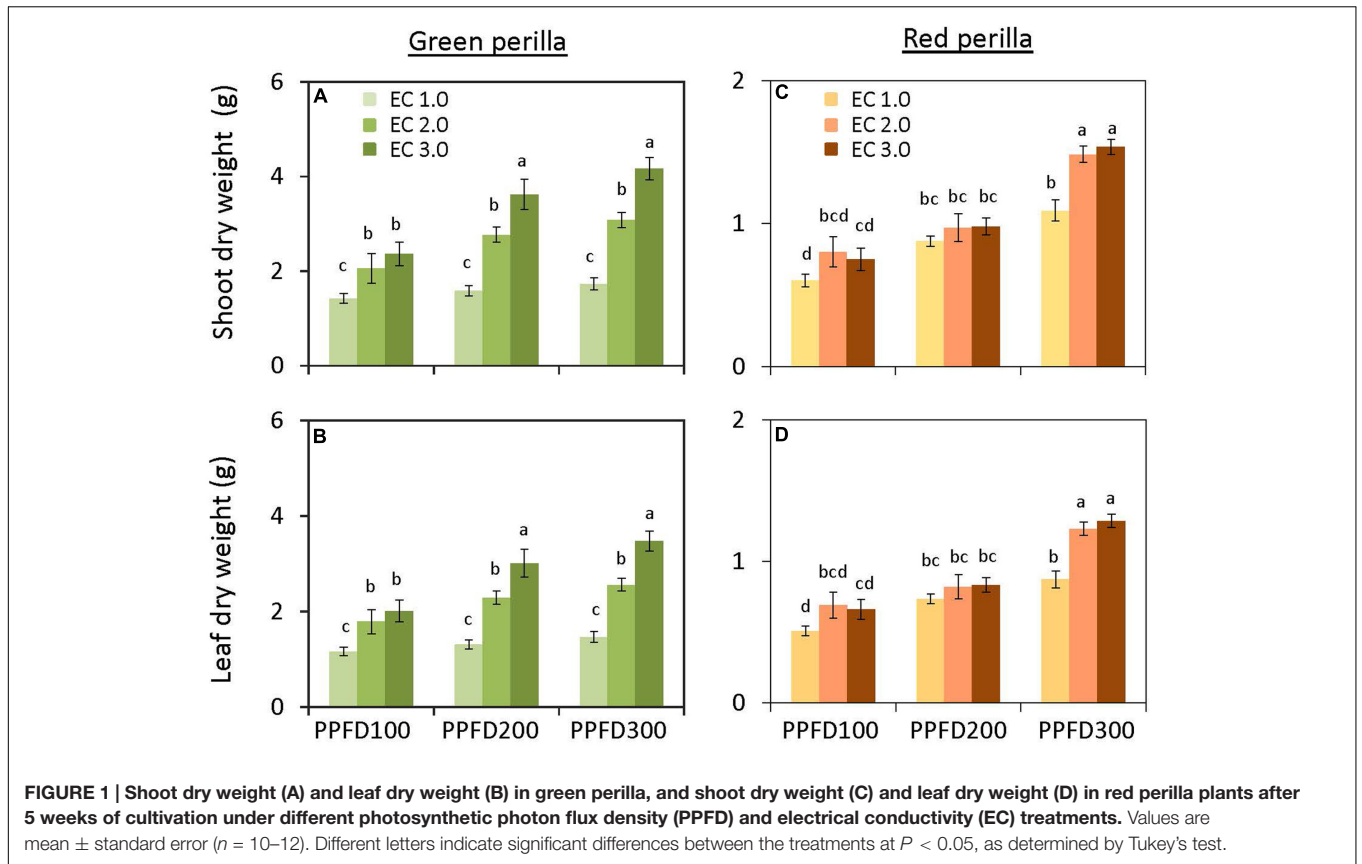 Green perilla
Red perilla
Shoot dry weight (g)
6
4
2
0
A
EC 1.0
EC 2.0
EC 3.0
c b b
c b a
c b a
2
1
0
C
EC 1.0
EC 2.0
EC 3.0
d bcd cd
bc bc bc
b a a
Leaf dry weight (g)
6
4
2
0
B
c b b
c b a
c b a
PPFD100 PPFD200 PPFD300
2
1
0
D
d bcd cd
bc bc bc
b a a
PPFD100 PPFD200 PPFD300
FIGURE 1 | Shoot dry weight (A) and leaf dry weight (B) in green perilla, and shoot dry weight (C) and leaf dry weight (D) in red perilla plants after
5 weeks of cultivation under different photosynthetic photon flux density (PPFD) and electrical conductivity (EC) treatments. Values are
mean ± standard error (n = 10–12). Different letters indicate significant differences between the treatments at P < 0.05, as determined by Tukey's test.